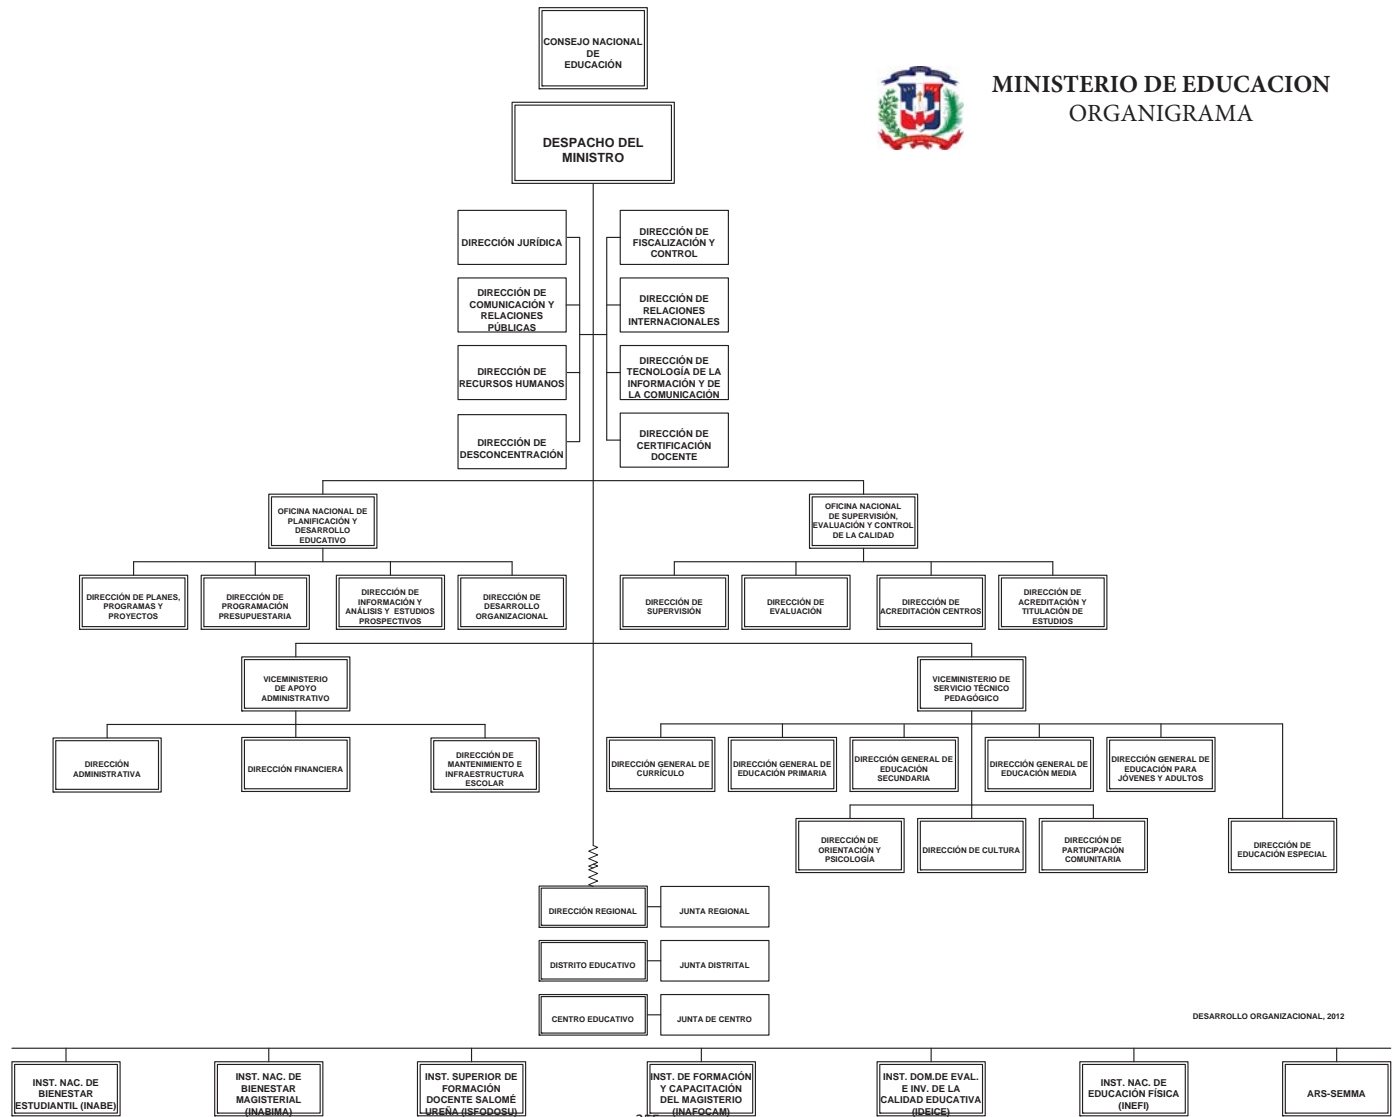 CONSEJO NACIONAL
DE
EDUCACIÓN
MINISTERIO DE EDUCACION
ORGANIGRAMA
DESPACHO DEL
MINISTRO
DIRECCIÓN JURÍDICA
DIRECCIÓN DE
FISCALIZACIÓN Y
CONTROL
DIRECCIÓN DE
COMUNICACIÓN Y
RELACIONES
PÚBLICAS
DIRECCIÓN DE
RELACIONES
INTERNACIONALES
DIRECCIÓN DE
RECURSOS HUMANOS
DIRECCIÓN DE
TECNOLOGÍA DE LA
INFORMACIÓN Y DE
LA COMUNICACIÓN
DIRECCIÓN DE
DESCONCENTRACIÓN
DIRECCIÓN DE
CERTIFICACIÓN
DOCENTE
OFICINA NACIONAL DE
PLANIFICACIÓN Y
DESARROLLO
EDUCATIVO
OFICINA NACIONAL
DE SUPERVISIÓN,
EVALUACIÓN Y CONTROL
DE LA CALIDAD
DIRECCIÓN DE PLANES,
PROGRAMAS Y
PROYECTOS
DIRECCIÓN DE
PROGRAMACIÓN
PRESUPUESTARIA
DIRECCIÓN DE
INFORMACIÓN Y
ANÁLISIS Y ESTUDIOS
PROSPECTIVOS
DIRECCIÓN DE
DESARROLLO
ORGANIZACIONAL
DIRECCIÓN DE
SUPERVISIÓN
DIRECCIÓN DE
EVALUACIÓN
DIRECCIÓN DE
ACREDITACIÓN CENTROS
DIRECCIÓN DE
ACREDITACIÓN Y
TITULACIÓN DE
ESTUDIOS
VICEMINISTERIO
DE APOYO
ADMINISTRATIVO
VICEMINISTERIO DE
SERVICIO TÉCNICO
PEDAGÓGICO
DIRECCIÓN
ADMINISTRATIVA
DIRECCIÓN FINANCIERA
DIRECCIÓN DE
MANTENIMIENTO E
INFRAESTRUCTURA
ESCOLAR
DIRECCIÓN GENERAL DE
CURRÍCULO
DIRECCIÓN GENERAL DE
EDUCACIÓN PRIMARIA
DIRECCIÓN GENERAL DE
EDUCACIÓN
SECUNDARIA
DIRECCIÓN GENERAL DE
EDUCACIÓN MEDIA
DIRECCIÓN GENERAL DE
EDUCACIÓN PARA
JÓVENES Y ADULTOS
DIRECCIÓN DE
ORIENTACIÓN Y
PSICOLOGÍA
DIRECCIÓN DE CULTURA
DIRECCIÓN DE
PARTICIPACIÓN
COMUNITARIA
DIRECCIÓN DE
EDUCACIÓN ESPECIAL
DIRECCIÓN REGIONAL
JUNTA REGIONAL
DISTRITO EDUCATIVO
JUNTA DISTRITAL
CENTRO EDUCATIVO
JUNTA DE CENTRO
DESARROLLO ORGANIZACIONAL, 2012
INST. NAC. DE
BIENESTAR
ESTUDIANTIL (INABE)
INST. NAC. DE
BIENESTAR
MAGISTERIAL
(INABIMA)
INST. SUPERIOR DE
FORMACIÓN
DOCENTE SALOMÉ
UREÑA (ISFODOSU)
INST. DE FORMACIÓN
Y CAPACITACIÓN
DEL MAGISTERIO
(INAFOCAM)
INST. DOM.DE EVAL.
E INV. DE LA
CALIDAD EDUCATIVA
(IDEICE)
INST. NAC. DE
EDUCACIÓN FÍSICA
(INEFI)
ARS-SEMMA